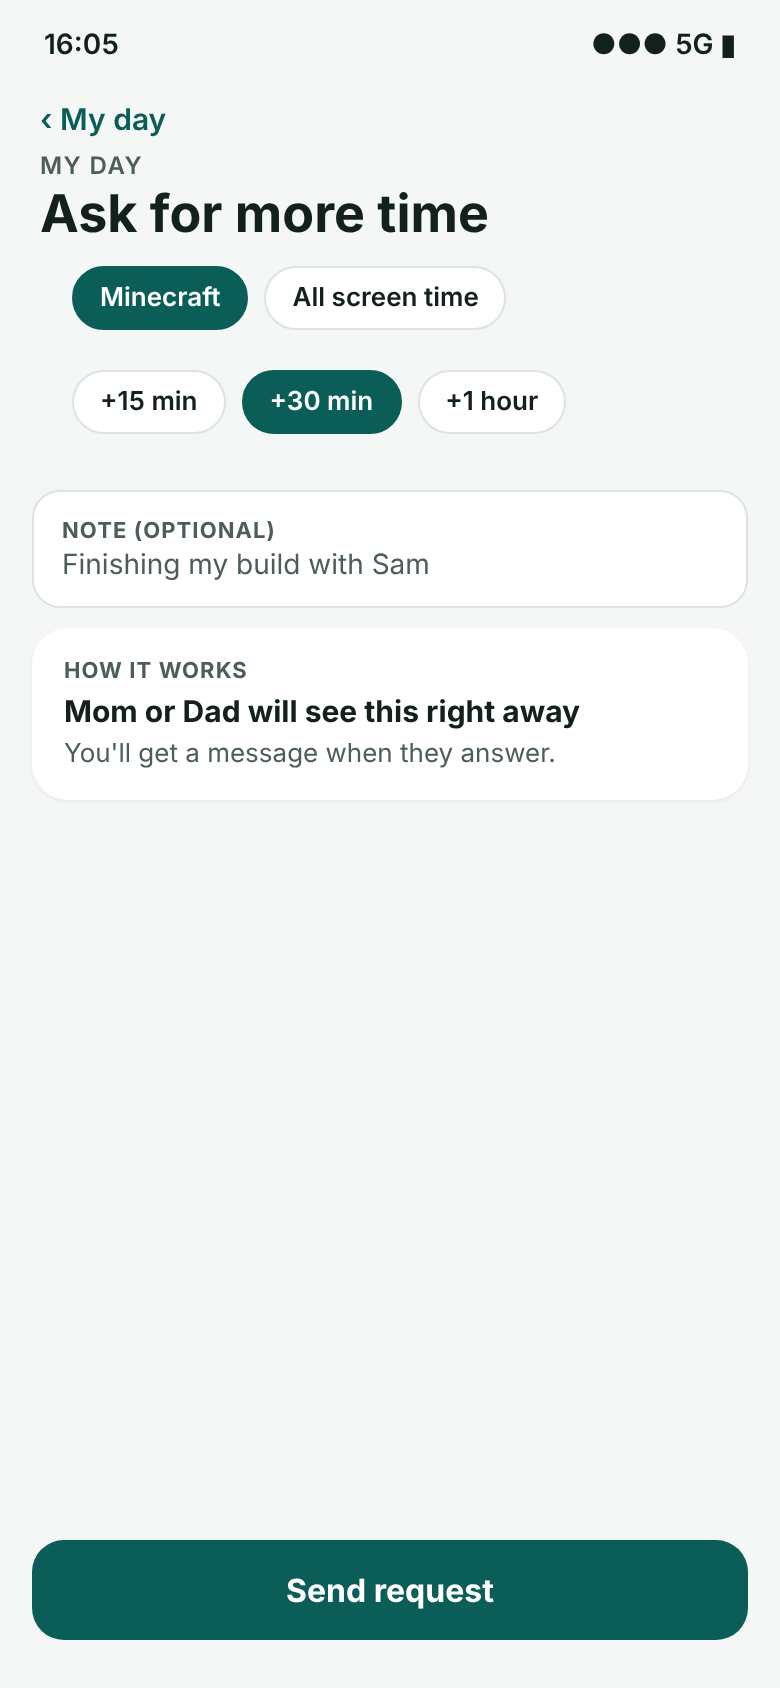 16:05
●●● 5G ▮
‹ My day
MY DAY
Ask for more time
Minecraft
All screen time
+15 min
+30 min
+1 hour
NOTE (OPTIONAL)
Finishing my build with Sam
HOW IT WORKS
Mom or Dad will see this right away
You'll get a message when they answer.
Send request